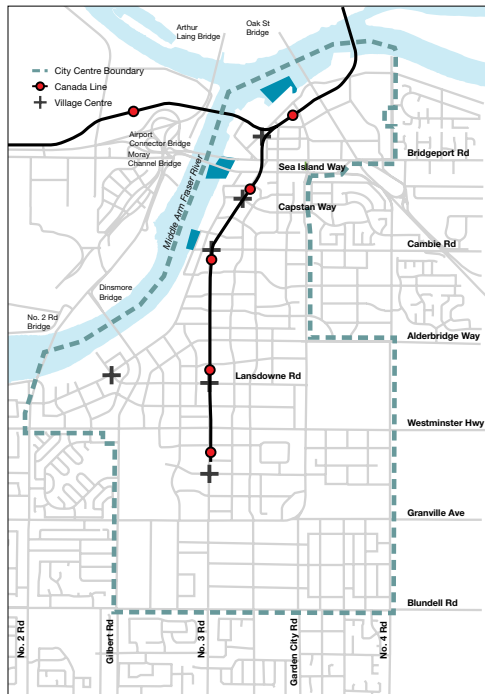 Arthur
Laing Bridge
Oak St
Bridge
City Centre Boundary
Canada Line
Village Centre
Airport
Connector Bridge
Moray
Channel Bridge
Middle Arm Fraser River
Bridgeport Rd
Sea Island Way
Capstan Way
Cambie Rd
Dinsmore
Bridge
No. 2 Rd
Bridge
Alderbridge Way
Lansdowne Rd
Westminster Hwy
Granville Ave
Blundell Rd
No. 2 Rd
Gilbert Rd
No. 3 Rd
Garden City Rd
No. 4 Rd